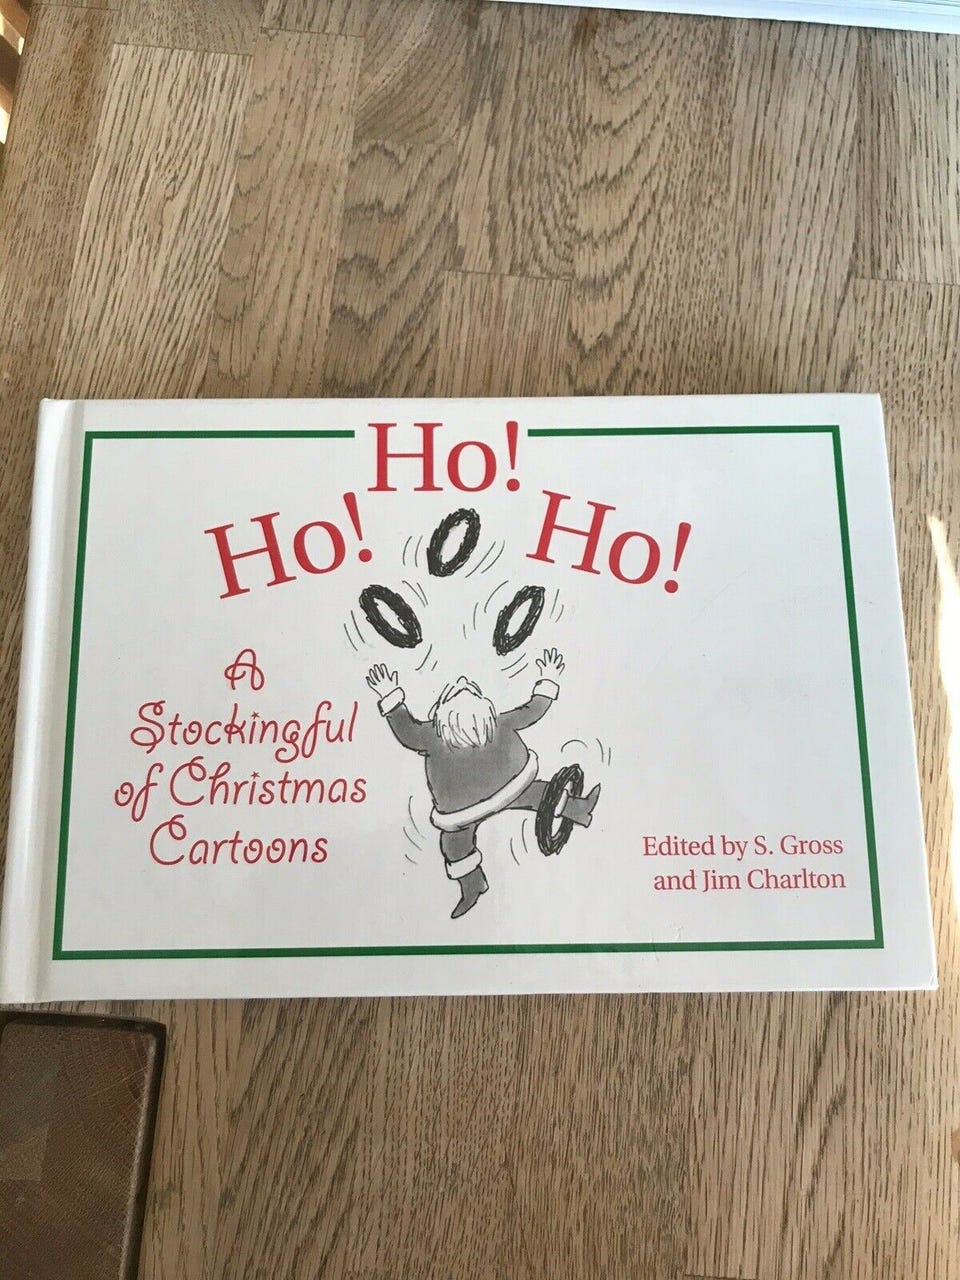 Ho! Ho! Ho!
A
Stockingful
of Christmas
Cartoons
Edited by S. Gross
and Jim Charlton